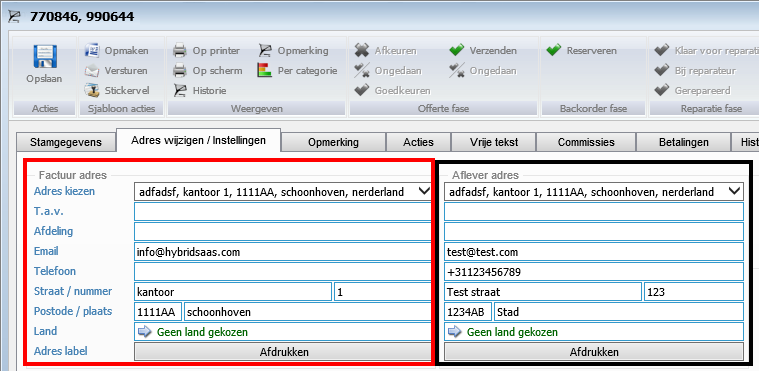 770846, 990644
Opslaan
Opmaken
Versturen
Stickervel
Op printer
Op scherm
Historie
Opmerking
Per categorie
Afkeuren
Ongedaan
Goedkeuren
Verzenden
Ongedaan
Reserveren
Klaar voor reparati
Bij reparateur
Gerepareerd
Acties Sjabloon acties Weergeven Offerte fase Backorder fase Reparatie fase
Stamgegevens Adres wijzigen / Instellingen Opmerking Acties Vrije tekst Commissies Betalingen Hist
Factuur adres
Adres kiezen adfadsf, kantoor 1, 1111AA, schoonhoven, nerderland
T.a.v.
Afdeling
Email info@hybridsaas.com
Telefoon
Straat / nummer kantoor 1
Postode / plaats 1111AA schoonhoven
Land Geen land gekozen
Adres label Afdrukken
Aflever adres
adfadsf, kantoor 1, 1111AA, schoonhoven, nerderland
test@test.com
+31123456789
Test straat 123
1234AB Stad
Geen land gekozen
Afdrukken